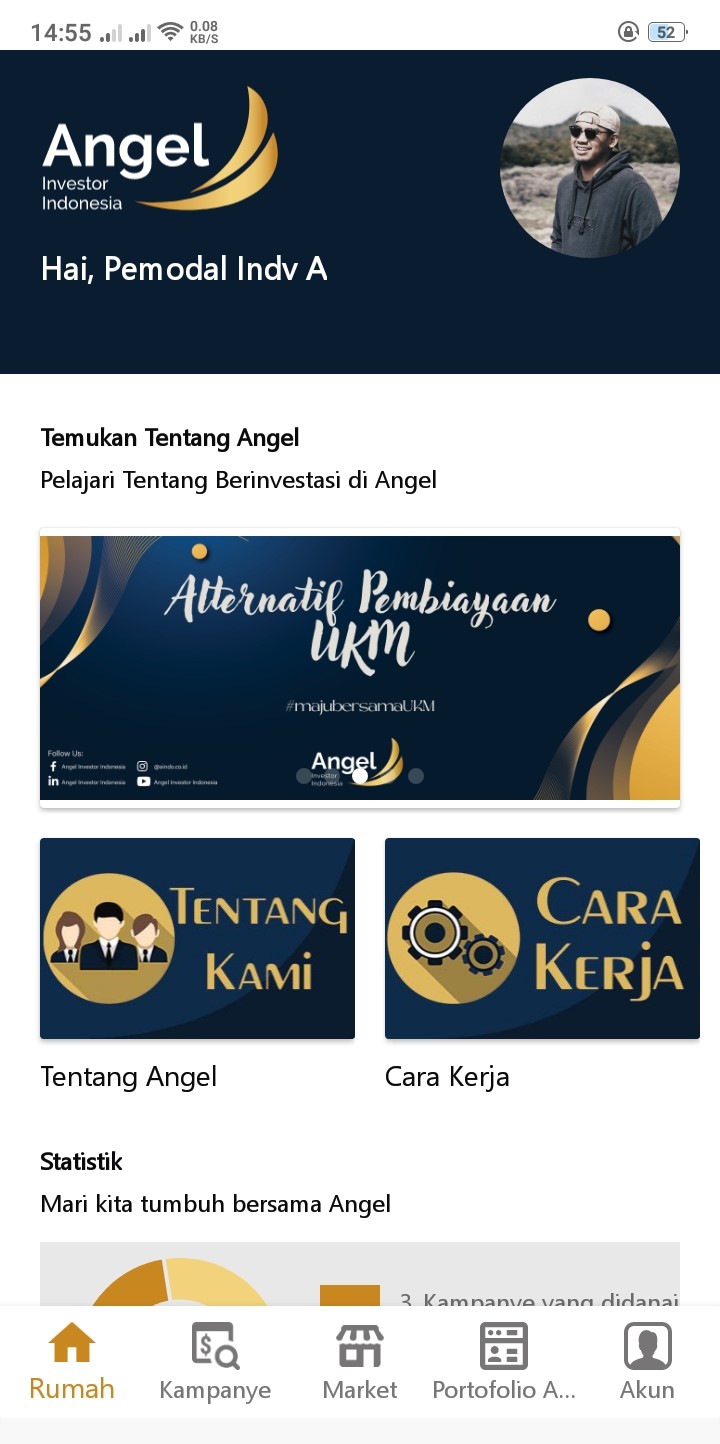 14:55
0.08
KB/S
52
Angel
Investor
Indonesia
Hai, Pemodal Indv A
Temukan Tentang Angel
Pelajari Tentang Berinvestasi di Angel
Alternatif Pembiayaan
UKM
#majubersamaUKM
Follow Us:
Angel Investor Indonesia
@aindo.co.id
Angel Investor Indonesia
Angel Investor Indonesia
Angel
Investor
Indonesia
TENTANG
KAMI
CARA
KERJA
Tentang Angel
Cara Kerja
Statistik
Mari kita tumbuh bersama Angel
3. Kampanye yang didanai
Rumah
Kampanye
Market
Portofolio A...
Akun